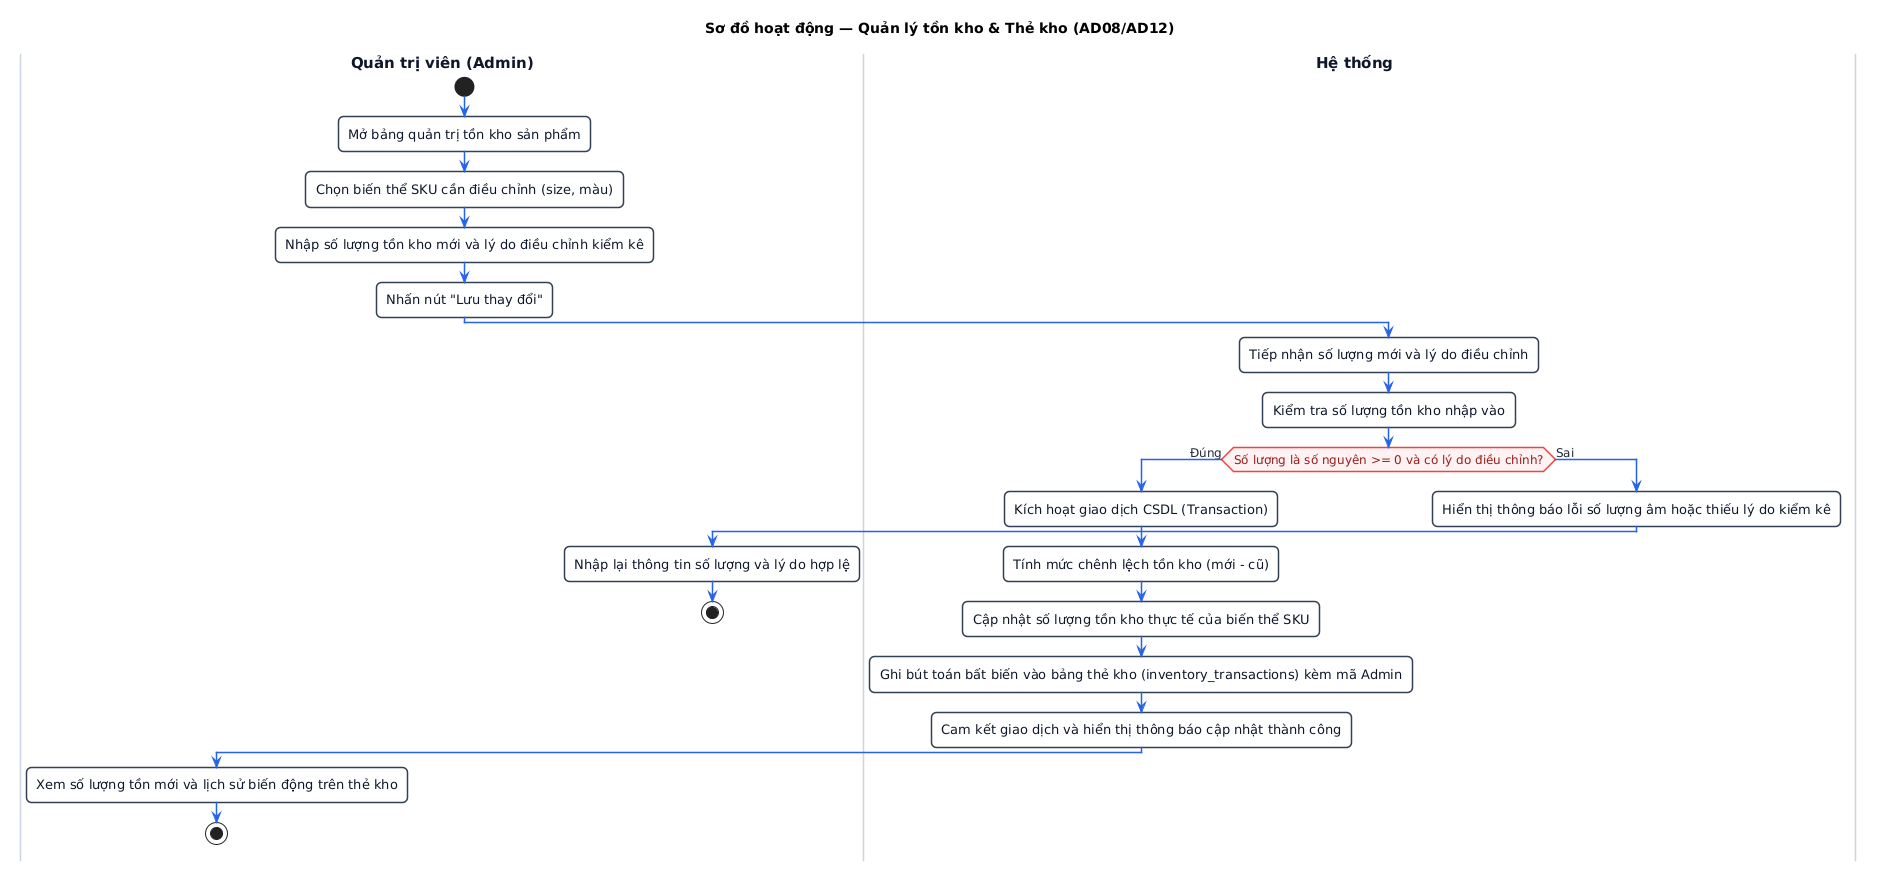 Sơ đồ hoạt động — Quản lý tồn kho & Thẻ kho (AD08/AD12)
Quản trị viên (Admin)
Hệ thống
Mở bảng quản trị tồn kho sản phẩm
Chọn biến thể SKU cần điều chỉnh (size, màu)
Nhập số lượng tồn kho mới và lý do điều chỉnh kiểm kê
Nhấn nút "Lưu thay đổi"
Tiếp nhận số lượng mới và lý do điều chỉnh
Kiểm tra số lượng tồn kho nhập vào
Đúng
Số lượng là số nguyên >= 0 và có lý do điều chỉnh?
Sai
Kích hoạt giao dịch CSDL (Transaction)
Hiển thị thông báo lỗi số lượng âm hoặc thiếu lý do kiểm kê
Nhập lại thông tin số lượng và lý do hợp lệ
Tính mức chênh lệch tồn kho (mới - cũ)
Cập nhật số lượng tồn kho thực tế của biến thể SKU
Ghi bút toán bất biến vào bảng thẻ kho (inventory_transactions) kèm mã Admin
Cam kết giao dịch và hiển thị thông báo cập nhật thành công
Xem số lượng tồn mới và lịch sử biến động trên thẻ kho